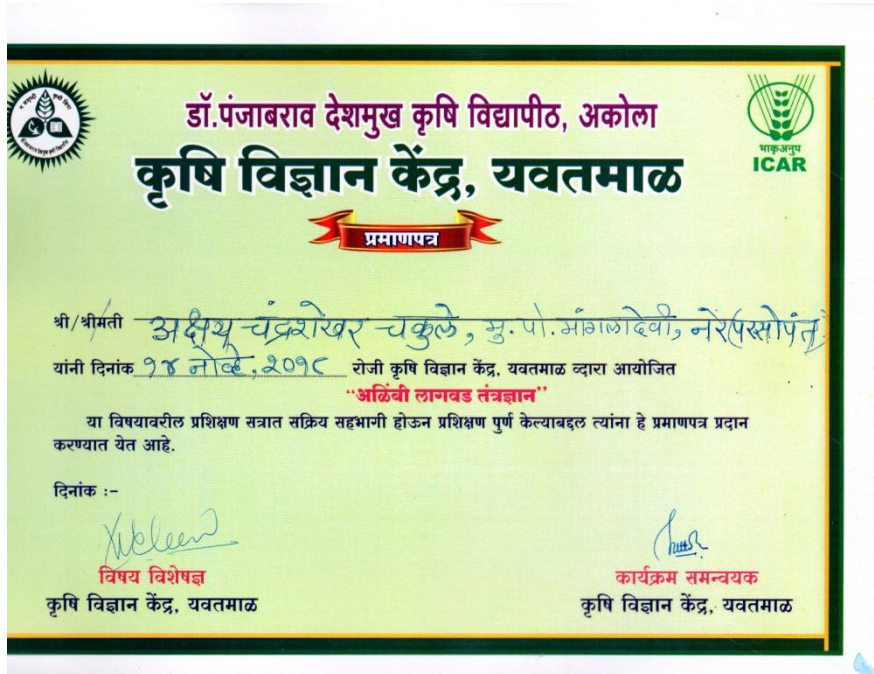 डॉ.पंजाबराव देशमुख कृषि विद्यापीठ, अकोला
भाकृअनुप
ICAR
कृषि विज्ञान केंद्र, यवतमाळ
प्रमाणपत्र
श्री/श्रीमती अक्षय चंद्रशेखर चकुले, मु. पो. मांगलादेवी, नेर(परसोपंत)
यांनी दिनांक १४ नोव्हे, २०१८ रोजी कृषि विज्ञान केंद्र, यवतमाळ व्दारा आयोजित
"अळिंबी लागवड तंत्रज्ञान"
या विषयावरील प्रशिक्षण सत्रात सक्रिय सहभागी होऊन प्रशिक्षण पुर्ण केल्याबद्दल त्यांना हे प्रमाणपत्र प्रदान
करण्यात येत आहे.
दिनांक :–
विषय विशेषज्ञ
कृषि विज्ञान केंद्र, यवतमाळ
कार्यक्रम समन्वयक
कृषि विज्ञान केंद्र, यवतमाळ